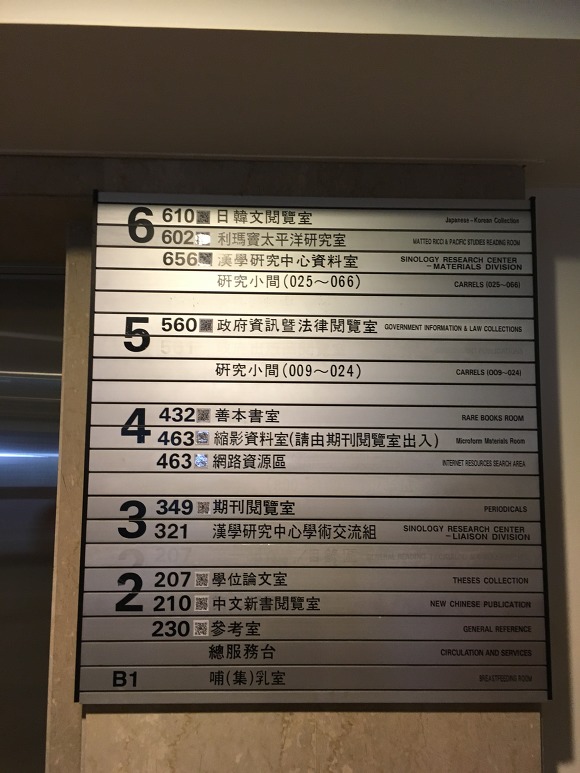 6 610 日韓文閱覽室 Japanese-Korean Collection
602 利瑪竇太平洋研究室 MATTEO RICCI & PACIFIC STUDIES READING ROOM
656 漢學研究中心資料室 SINOLOGY RESEARCH CENTER
-MATERIALS DIVISION
研究小間(025~066) CARRELS (025~066)
5 560 政府資訊暨法律閱覽室 GOVERNMENT INFORMATION & LAW COLLECTIONS
研究小間(009~024) CARRELS (009~024)
4 432 善本書室 RARE BOOKS ROOM
463 縮影資料室(請由期刊閱覽室出入) Microform Materials Room
463 網路資源區 INTERNET RESOURCES SEARCH AREA
3 349 期刊閱覽室 PERIODICALS
321 漢學研究中心學術交流組 SINOLOGY RESEARCH CENTER
-LIAISON DIVISION
2 207 學位論文室 THESES COLLECTION
210 中文新書閱覽室 NEW CHINESE PUBLICATION
230 參考室 GENERAL REFERENCE
總服務台 CIRCULATION AND SERVICES
B1 哺(集)乳室 BREASTFEEDING ROOM